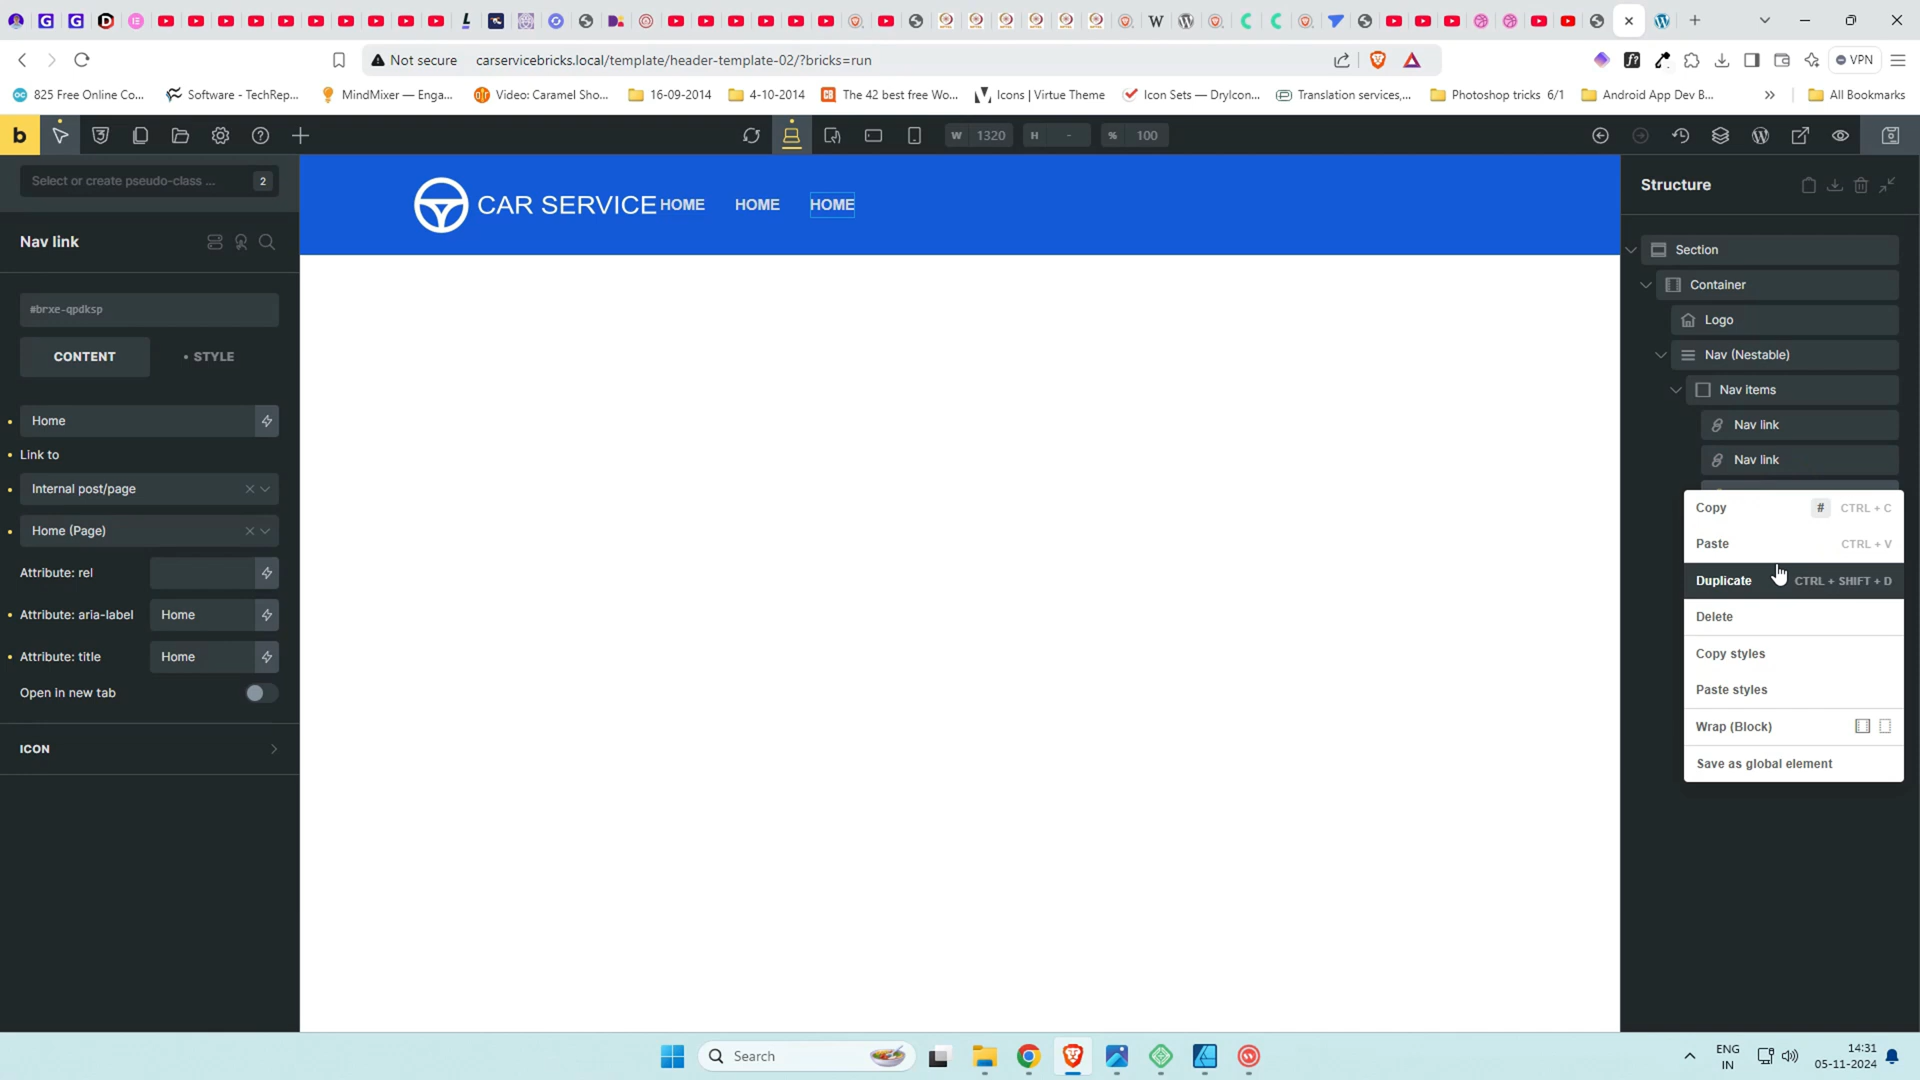 Not secure carservicebricks.local/template/header-template-02/?bricks=run VPN
825 Free Online Co... Software - TechRep... MindMixer — Enga... Video: Caramel Sho... 16-09-2014 4-10-2014 The 42 best free Wo... Icons | Virtue Theme Icon Sets — DryIcon... Translation services,... Photoshop tricks 6/1 Android App Dev B... » All Bookmarks
b W 1320 H - % 100
Select or create pseudo-class ... 2
Nav link
#brxe-qpdksp
CONTENT • STYLE
Home
Link to
Internal post/page
Home (Page)
Attribute: rel
Attribute: aria-label Home
Attribute: title Home
Open in new tab
ICON
CAR SERVICE HOME HOME HOME
Structure
Section
Container
Logo
Nav (Nestable)
Nav items
Nav link
Nav link
Copy # CTRL + C
Paste CTRL + V
Duplicate CTRL + SHIFT + D
Delete
Copy styles
Paste styles
Wrap (Block)
Save as global element
Search
ENG
IN
14:31
05-11-2024